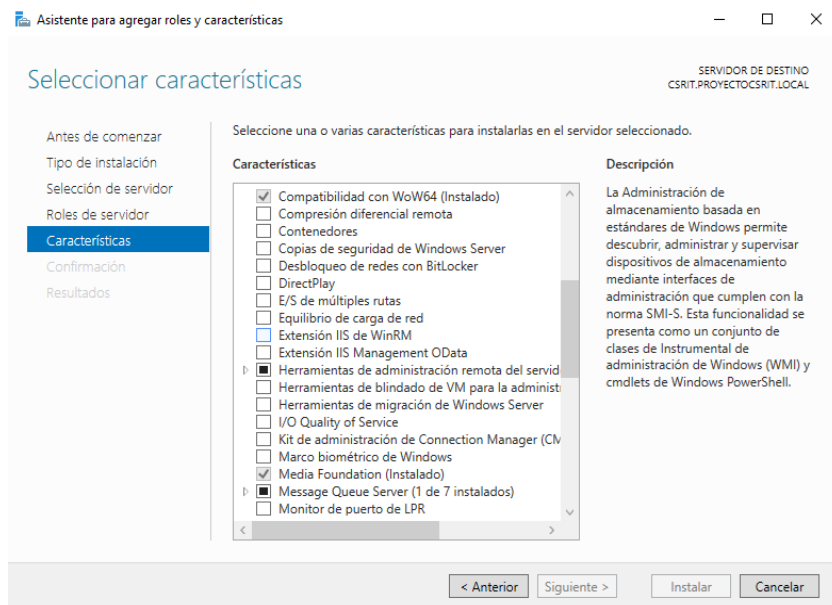 Asistente para agregar roles y características
Seleccionar características
SERVIDOR DE DESTINO
CSRIT.PROYECTOCSRIT.LOCAL
Antes de comenzar
Tipo de instalación
Selección de servidor
Roles de servidor
Características
Confirmación
Resultados
Seleccione una o varias características para instalarlas en el servidor seleccionado.
Características
Compatibilidad con WoW64 (Instalado)
Compresión diferencial remota
Contenedores
Copias de seguridad de Windows Server
Desbloqueo de redes con BitLocker
DirectPlay
E/S de múltiples rutas
Equilibrio de carga de red
Extensión IIS de WinRM
Extensión IIS Management OData
Herramientas de administración remota del servid
Herramientas de blindado de VM para la administ
Herramientas de migración de Windows Server
I/O Quality of Service
Kit de administración de Connection Manager (CM
Marco biométrico de Windows
Media Foundation (Instalado)
Message Queue Server (1 de 7 instalados)
Monitor de puerto de LPR
Descripción
La Administración de
almacenamiento basada en
estándares de Windows permite
descubrir, administrar y supervisar
dispositivos de almacenamiento
mediante interfaces de
administración que cumplen con la
norma SMI-S. Esta funcionalidad se
presenta como un conjunto de
clases de Instrumental de
administración de Windows (WMI) y
cmdlets de Windows PowerShell.
< Anterior
Siguiente >
Instalar
Cancelar